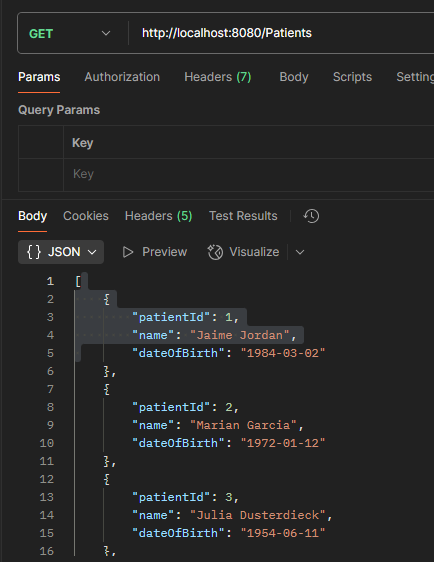 GET http://localhost:8080/Patients
Params Authorization Headers (7) Body Scripts Setting
Query Params
Key
Key
Body Cookies Headers (5) Test Results
{} JSON Preview Visualize
1 [
2 {
3 "patientId": 1,
4 "name": "Jaime Jordan",
5 "dateOfBirth": "1984-03-02"
6 },
7 {
8 "patientId": 2,
9 "name": "Marian Garcia",
10 "dateOfBirth": "1972-01-12"
11 },
12 {
13 "patientId": 3,
14 "name": "Julia Dusterdieck",
15 "dateOfBirth": "1954-06-11"
16 },